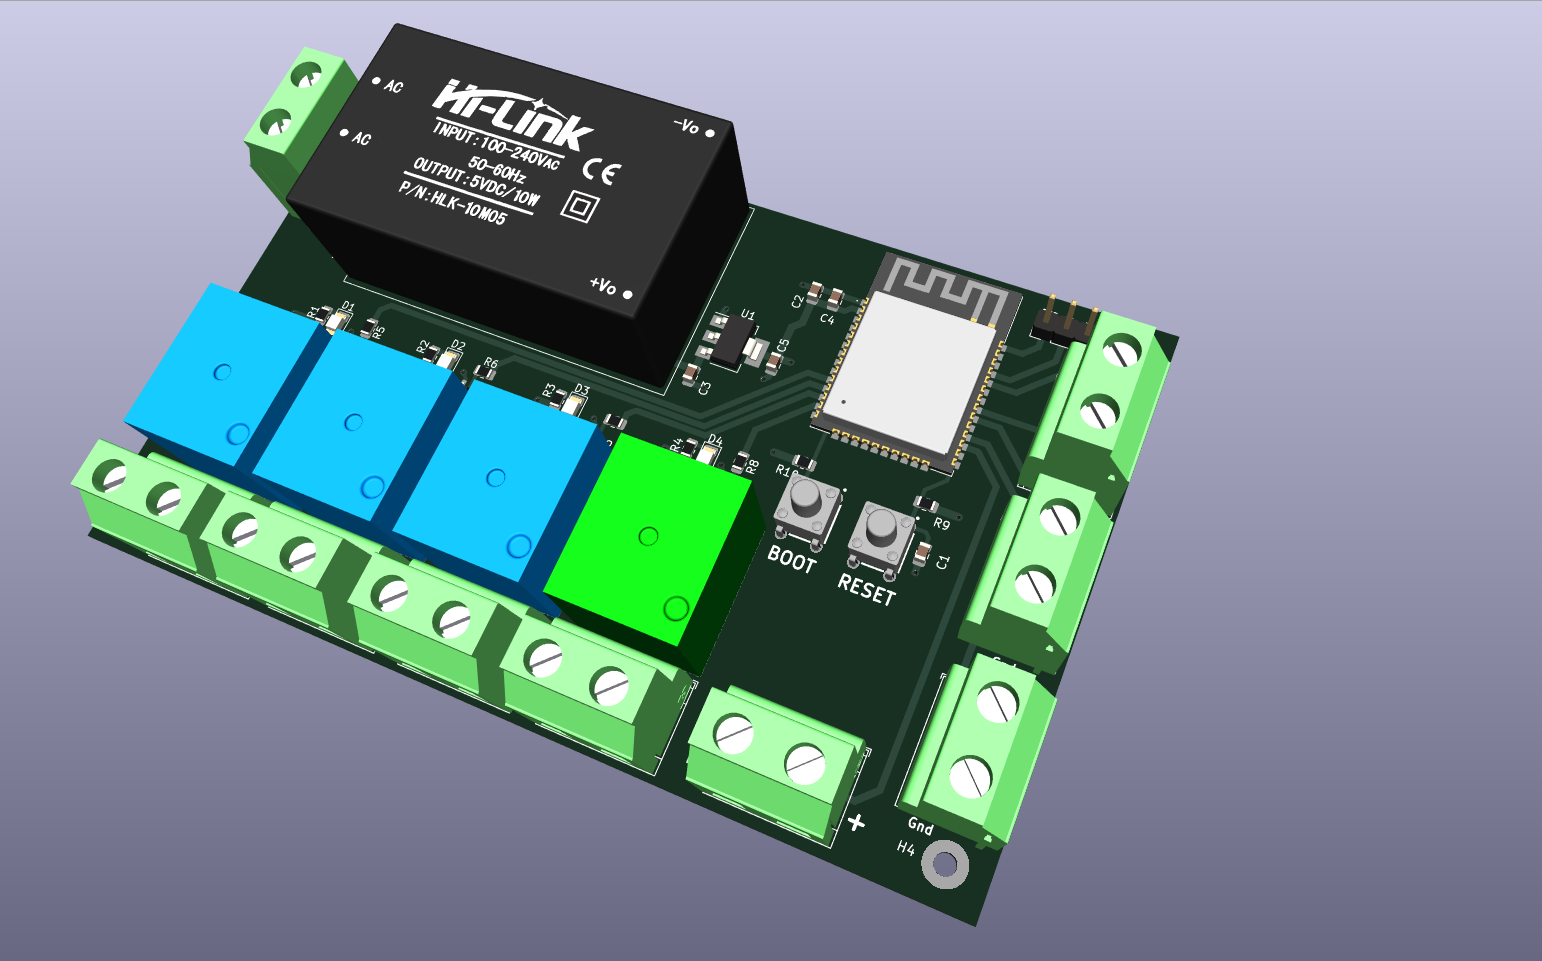 AC
AC
Hi-Link
INPUT:100-240VAC
50-60Hz
OUTPUT:5VDC/10W
P/N:HLK-10M05
CE
-Vo
+Vo
R1
D1
R5
R2
D2
R6
R3
D3
R4
D4
R8
U1
C2
C4
C5
C3
R9
C1
BOOT
RESET
+
Gnd
H4